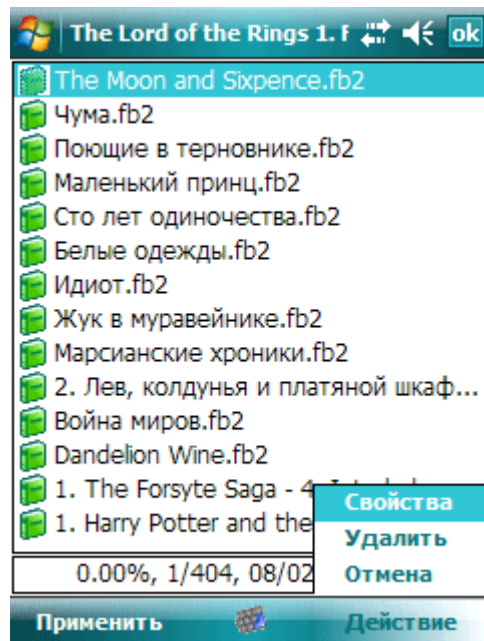 The Lord of the Rings 1. F ok
The Moon and Sixpence.fb2
Чума.fb2
Поющие в терновнике.fb2
Маленький принц.fb2
Сто лет одиночества.fb2
Белые одежды.fb2
Идиот.fb2
Жук в муравейнике.fb2
Марсианские хроники.fb2
2. Лев, колдунья и платяной шкаф...
Война миров.fb2
Dandelion Wine.fb2
1. The Forsyte Saga - 4.
1. Harry Potter and the
Свойства
Удалить
Отмена
0.00%, 1/404, 08/02
Применить Действие